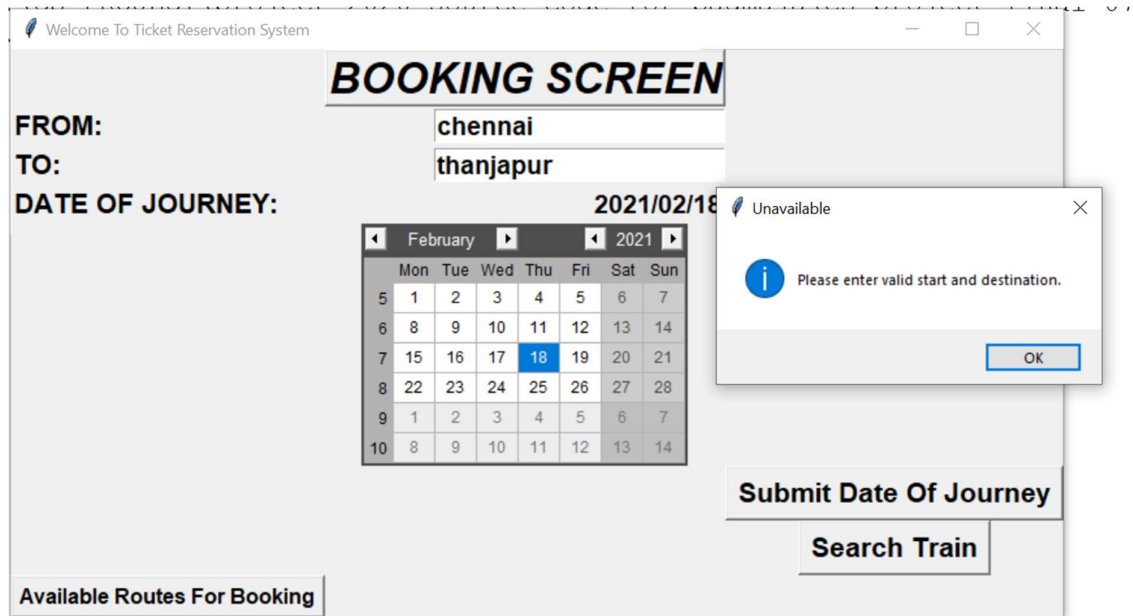 Welcome To Ticket Reservation System
BOOKING SCREEN
FROM: chennai
TO: thanjapur
DATE OF JOURNEY: 2021/02/18
Unavailable
Please enter valid start and destination.
OK
February 2021
Mon Tue Wed Thu Fri Sat Sun
5 1 2 3 4 5 6 7
6 8 9 10 11 12 13 14
7 15 16 17 18 19 20 21
8 22 23 24 25 26 27 28
9 1 2 3 4 5 6 7
10 8 9 10 11 12 13 14
Submit Date Of Journey
Search Train
Available Routes For Booking